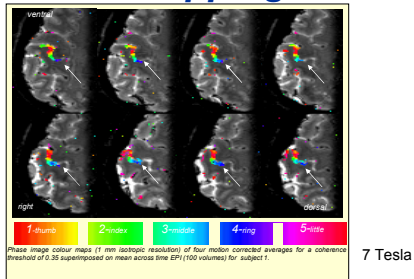 ventral
right
dorsal
1-thumb 2-index 3-middle 4-ring 5-little
Phase image colour maps (1 mm isotropic resolution) of four motion corrected averages for a coherence
threshold of 0.35 superimposed on mean across time EPI (100 volumes) for subject 1.
7 Tesla